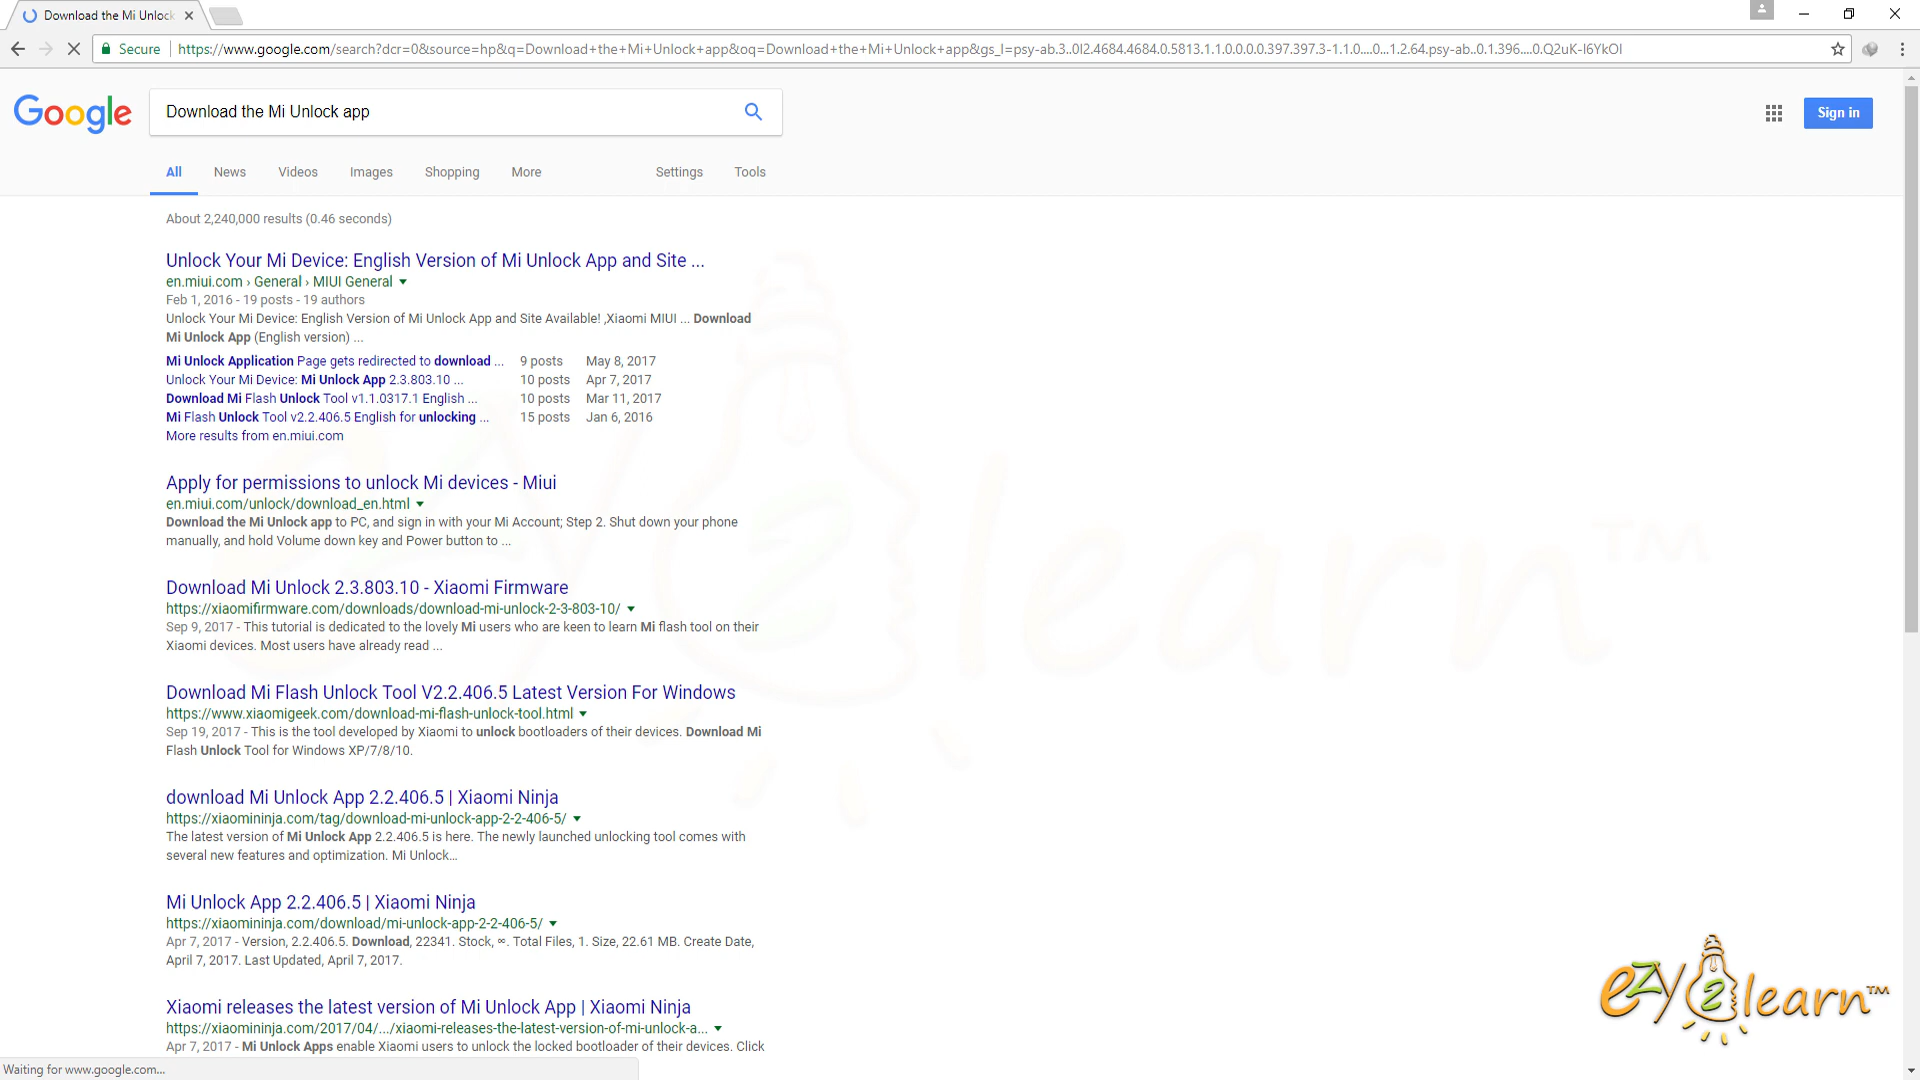 Download the Mi Unlock
Secure https://www.google.com/search?dcr=0&source=hp&q=Download+the+Mi+Unlock+app&oq=Download+the+Mi+Unlock+app&gs_l=psy-ab.3..0l2.4684.4684.0.5813.1.1.0.0.0.0.397.397.3-1.1.0....0...1.2.64.psy-ab..0.1.396....0.Q2uK-l6YkOI
Google Download the Mi Unlock app Sign in
All News Videos Images Shopping More Settings Tools
About 2,240,000 results (0.46 seconds)
Unlock Your Mi Device: English Version of Mi Unlock App and Site ...
en.miui.com › General › MIUI General
Feb 1, 2016 - 19 posts - 19 authors
Unlock Your Mi Device: English Version of Mi Unlock App and Site Available! ,Xiaomi MIUI ... Download
Mi Unlock App (English version) ...
Mi Unlock Application Page gets redirected to download ... 9 posts May 8, 2017
Unlock Your Mi Device: Mi Unlock App 2.3.803.10 ... 10 posts Apr 7, 2017
Download Mi Flash Unlock Tool v1.1.0317.1 English ... 10 posts Mar 11, 2017
Mi Flash Unlock Tool v2.2.406.5 English for unlocking ... 15 posts Jan 6, 2016
More results from en.miui.com
Apply for permissions to unlock Mi devices - Miui
en.miui.com/unlock/download_en.html
Download the Mi Unlock app to PC, and sign in with your Mi Account; Step 2. Shut down your phone
manually, and hold Volume down key and Power button to ...
Download Mi Unlock 2.3.803.10 - Xiaomi Firmware
https://xiaomifirmware.com/downloads/download-mi-unlock-2-3-803-10/
Sep 9, 2017 - This tutorial is dedicated to the lovely Mi users who are keen to learn Mi flash tool on their
Xiaomi devices. Most users have already read ...
Download Mi Flash Unlock Tool V2.2.406.5 Latest Version For Windows
https://www.xiaomigeek.com/download-mi-flash-unlock-tool.html
Sep 19, 2017 - This is the tool developed by Xiaomi to unlock bootloaders of their devices. Download Mi
Flash Unlock Tool for Windows XP/7/8/10.
download Mi Unlock App 2.2.406.5 | Xiaomi Ninja
https://xiaomininja.com/tag/download-mi-unlock-app-2-2-406-5/
The latest version of Mi Unlock App 2.2.406.5 is here. The newly launched unlocking tool comes with
several new features and optimization. Mi Unlock...
Mi Unlock App 2.2.406.5 | Xiaomi Ninja
https://xiaomininja.com/download/mi-unlock-app-2-2-406-5/
Apr 7, 2017 - Version, 2.2.406.5. Download, 22341. Stock, ∞. Total Files, 1. Size, 22.61 MB. Create Date,
April 7, 2017. Last Updated, April 7, 2017.
Xiaomi releases the latest version of Mi Unlock App | Xiaomi Ninja
https://xiaomininja.com/2017/04/.../xiaomi-releases-the-latest-version-of-mi-unlock-a...
Apr 7, 2017 - Mi Unlock Apps enable Xiaomi users to unlock the locked bootloader of their devices. Click
Waiting for www.google.com...
ezy 2 learn™
ezy 2 learn™